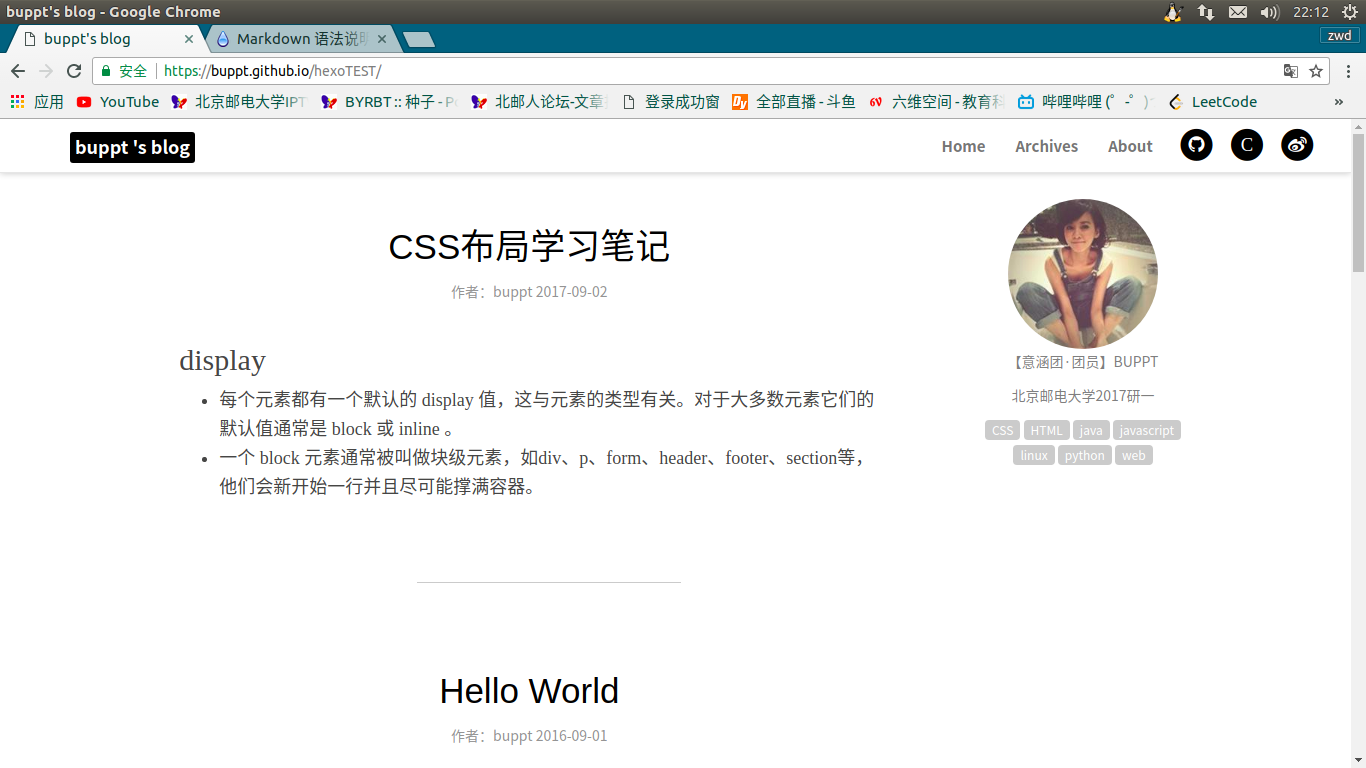 buppt's blog - Google Chrome
22:12
buppt's blog
Markdown 语法说明
zwd
安全 https://buppt.github.io/hexoTEST/
应用 YouTube 北京邮电大学IPT BYRBT :: 种子 - P 北邮人论坛-文章 登录成功窗 全部直播 - 斗鱼 六维空间 - 教育科 哔哩哔哩 (゜-゜) LeetCode »
buppt 's blog
Home Archives About C
CSS布局学习笔记
作者：buppt 2017-09-02
display
每个元素都有一个默认的 display 值，这与元素的类型有关。对于大多数元素它们的
默认值通常是 block 或 inline 。
一个 block 元素通常被叫做块级元素，如div、p、form、header、footer、section等，
他们会新开始一行并且尽可能撑满容器。
Hello World
作者：buppt 2016-09-01
【意涵团·团员】BUPPT
北京邮电大学2017研一
CSS HTML java javascript
linux python web